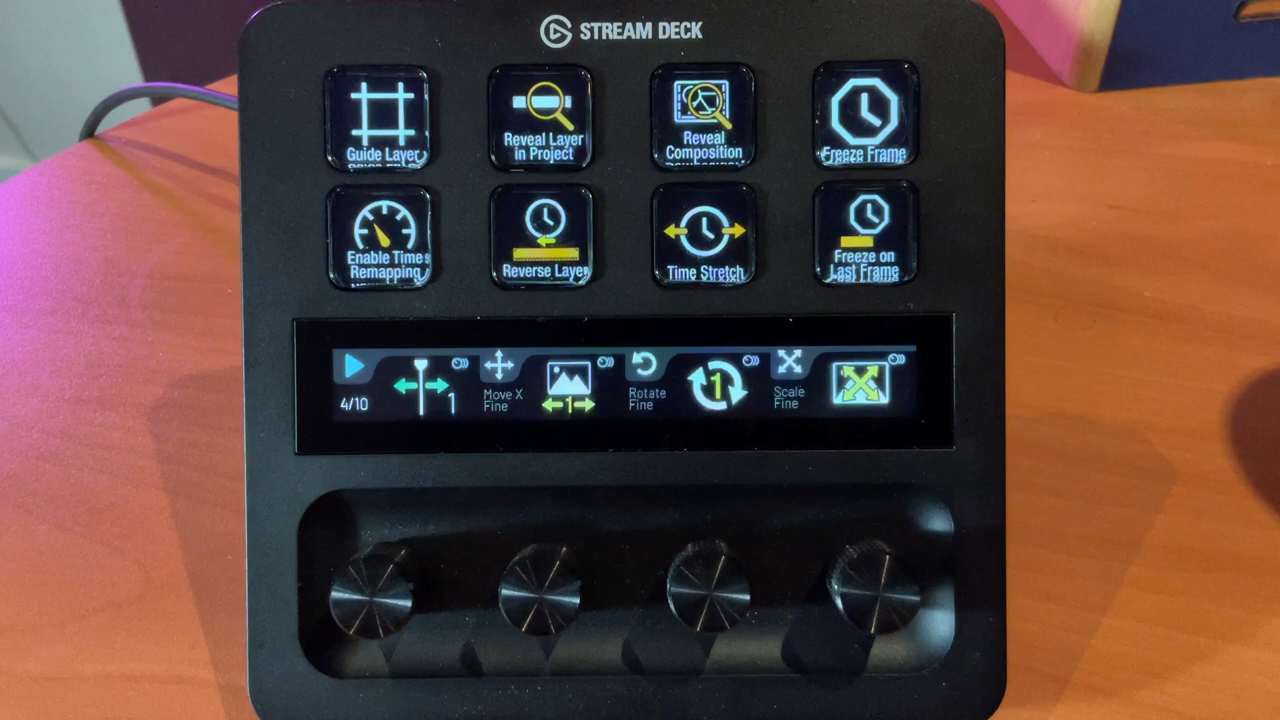 STREAM DECK
Guide Layer
Reveal Layer
in Project
Reveal
Composition
Freeze Frame
Enable Time
Remapping
Reverse Layer
Time Stretch
Freeze on
Last Frame
4/10
1
Move X
Fine
1
Rotate
Fine
1
Scale
Fine